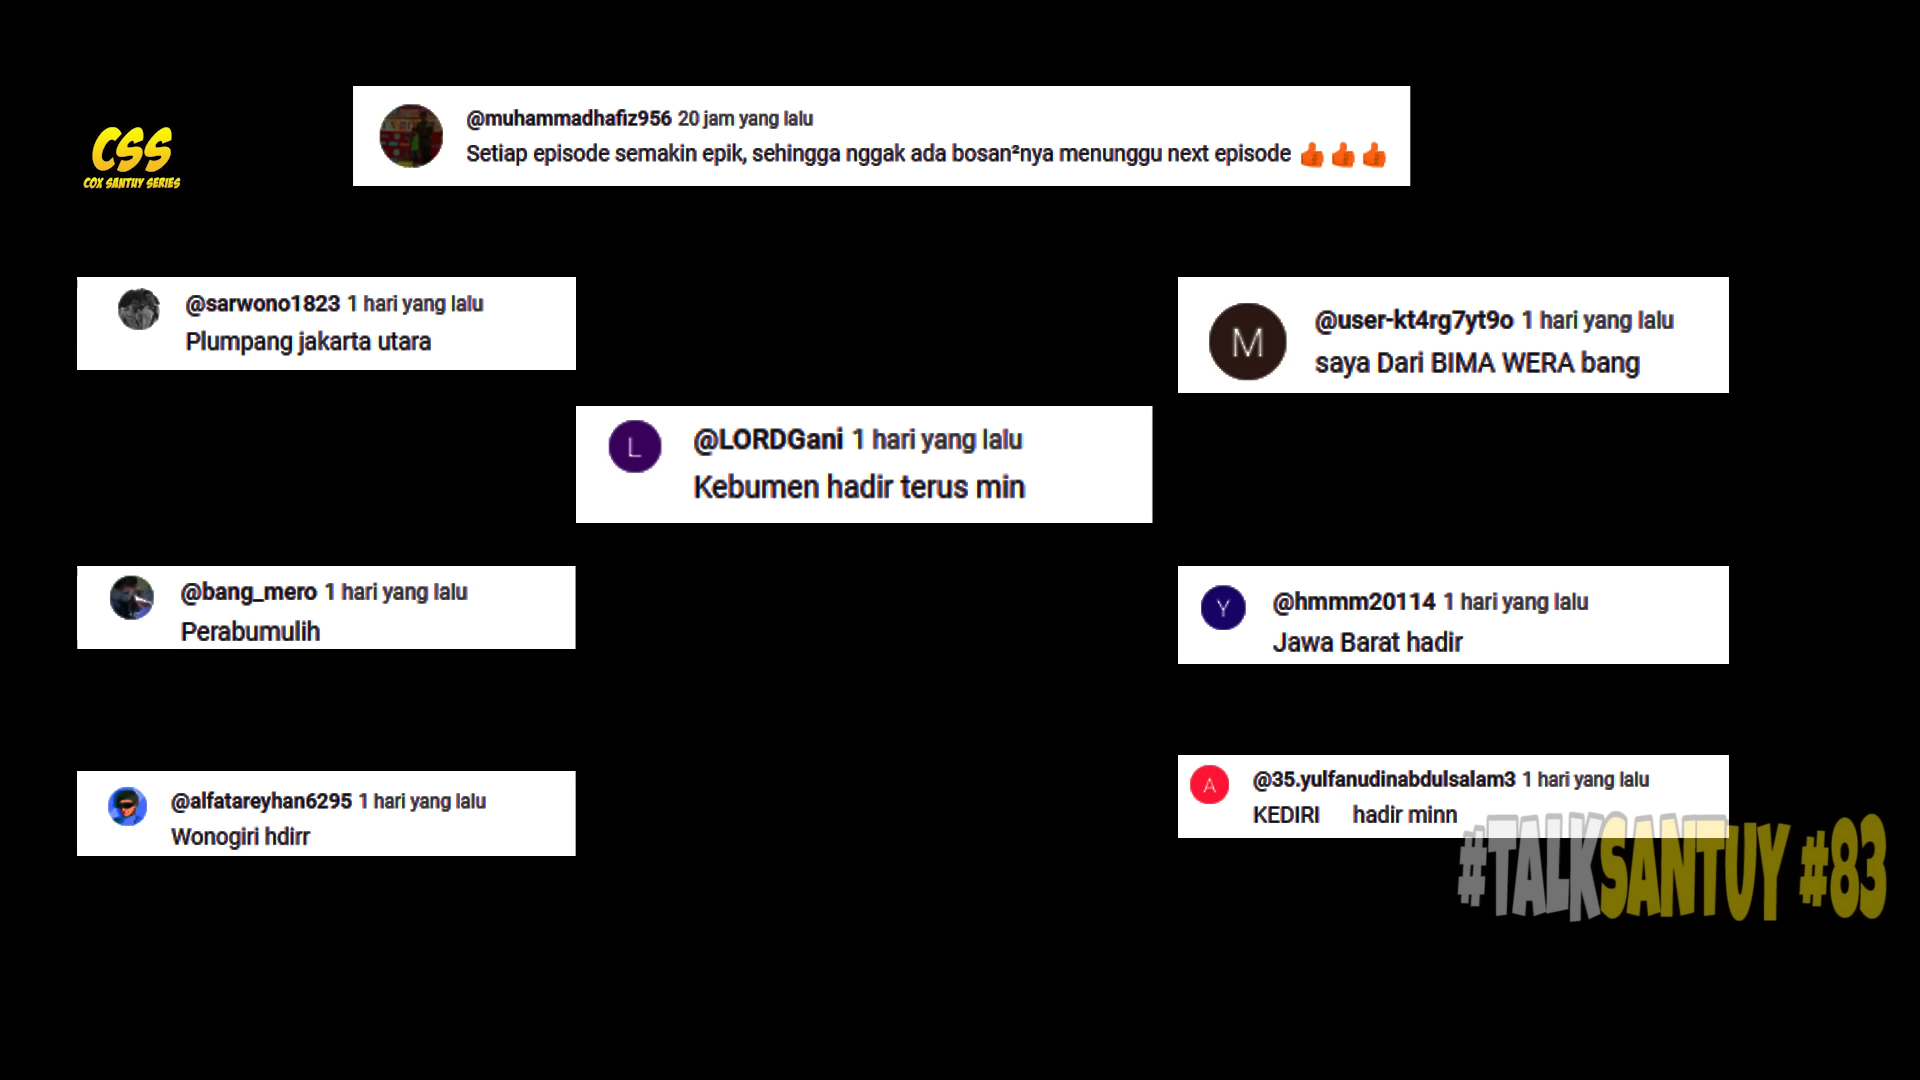 CSS
COX SANTUY SERIES
@muhammadhafiz956 20 jam yang lalu
Setiap episode semakin epik, sehingga nggak ada bosan²nya menunggu next episode 👍👍👍
@sarwono1823 1 hari yang lalu
Plumpang jakarta utara
@user-kt4rg7yt9o 1 hari yang lalu
saya Dari BIMA WERA bang
L
@LORDGani 1 hari yang lalu
Kebumen hadir terus min
M
@bang_mero 1 hari yang lalu
Perabumulih
Y
@hmmm20114 1 hari yang lalu
Jawa Barat hadir
@alfatareyhan6295 1 hari yang lalu
Wonogiri hdirr
A
@35.yulfanudinabdulsalam3 1 hari yang lalu
KEDIRI hadir minn
#TALKSANTUY #83